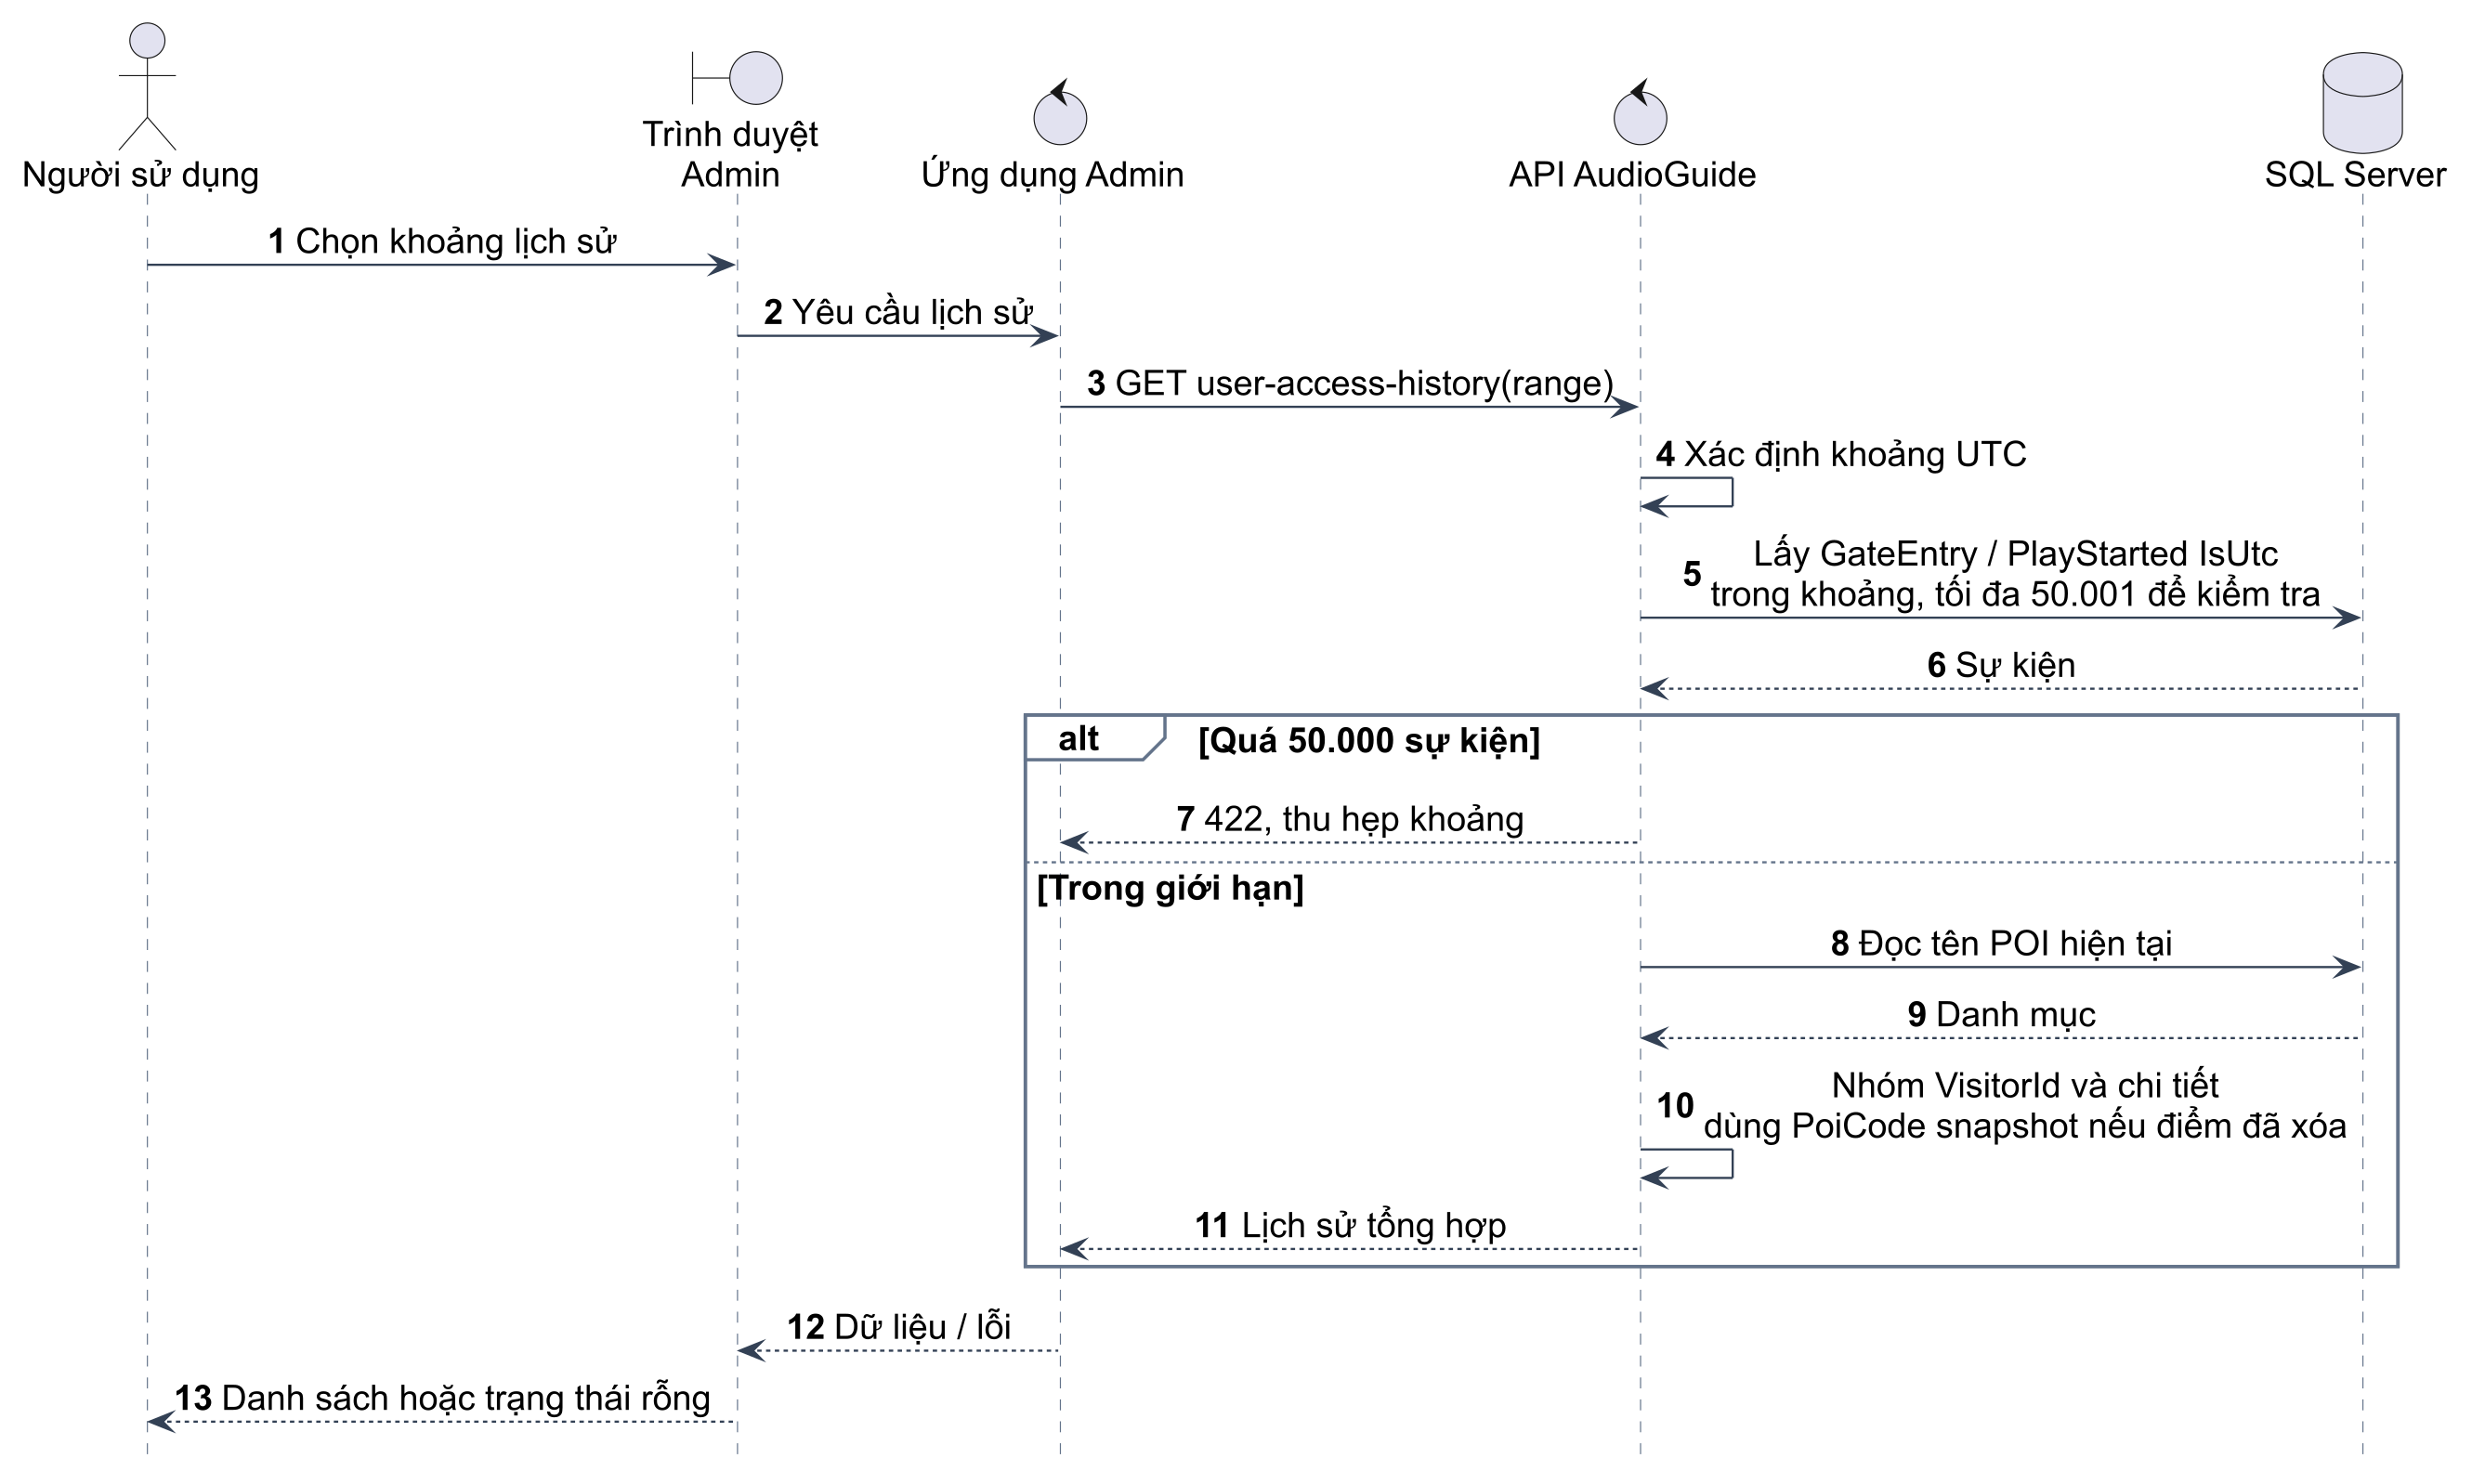 Người sử dụng
Trình duyệt
Admin
Ứng dụng Admin
API AudioGuide
SQL Server
1 Chọn khoảng lịch sử
2 Yêu cầu lịch sử
3 GET user-access-history(range)
4 Xác định khoảng UTC
5 Lấy GateEntry / PlayStarted IsUtc
trong khoảng, tối đa 50.001 để kiểm tra
6 Sự kiện
alt [Quá 50.000 sự kiện]
7 422, thu hẹp khoảng
[Trong giới hạn]
8 Đọc tên POI hiện tại
9 Danh mục
10 Nhóm VisitorId và chi tiết
dùng PoiCode snapshot nếu điểm đã xóa
11 Lịch sử tổng hợp
12 Dữ liệu / lỗi
13 Danh sách hoặc trạng thái rỗng